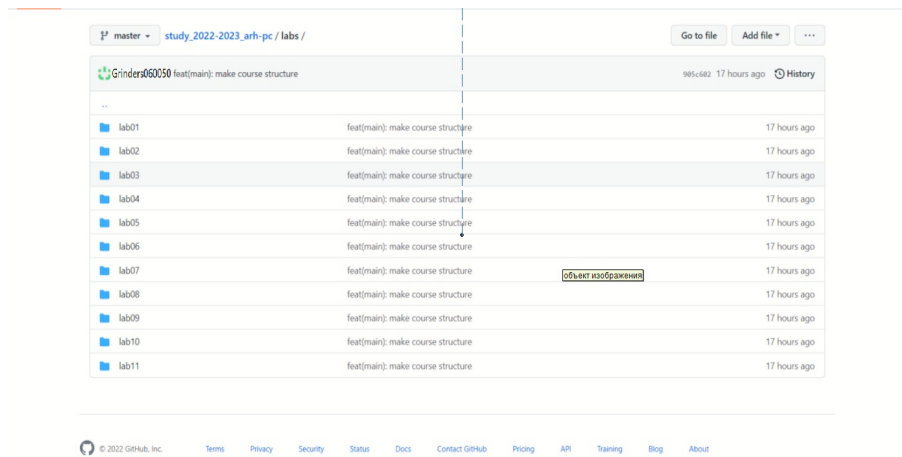 master study_2022-2023_arh-pc / labs / Go to file Add file ...
Grinders060050 feat(main): make course structure 905c602 17 hours ago History
..
lab01 feat(main): make course structure 17 hours ago
lab02 feat(main): make course structure 17 hours ago
lab03 feat(main): make course structure 17 hours ago
lab04 feat(main): make course structure 17 hours ago
lab05 feat(main): make course structure 17 hours ago
lab06 feat(main): make course structure 17 hours ago
lab07 feat(main): make course structure 17 hours ago
объект изображения
lab08 feat(main): make course structure 17 hours ago
lab09 feat(main): make course structure 17 hours ago
lab10 feat(main): make course structure 17 hours ago
lab11 feat(main): make course structure 17 hours ago
© 2022 GitHub, Inc. Terms Privacy Security Status Docs Contact GitHub Pricing API Training Blog About